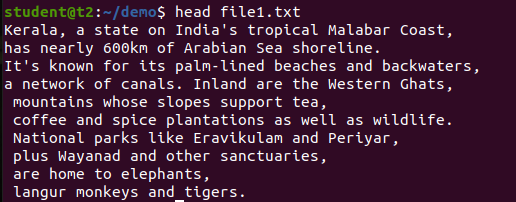 student@t2:~/demo$ head file1.txt
Kerala, a state on India's tropical Malabar Coast,
has nearly 600km of Arabian Sea shoreline.
It's known for its palm-lined beaches and backwaters,
a network of canals. Inland are the Western Ghats,
 mountains whose slopes support tea,
 coffee and spice plantations as well as wildlife.
 National parks like Eravikulam and Periyar,
 plus Wayanad and other sanctuaries,
 are home to elephants,
 langur monkeys and tigers.